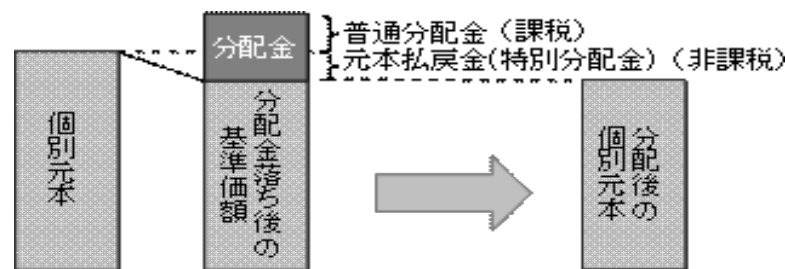 分配金
普通分配金（課税）
元本払戻金(特別分配金)（非課税）
個別元本
分配金落ち後の
基準価額
分配後の
個別元本